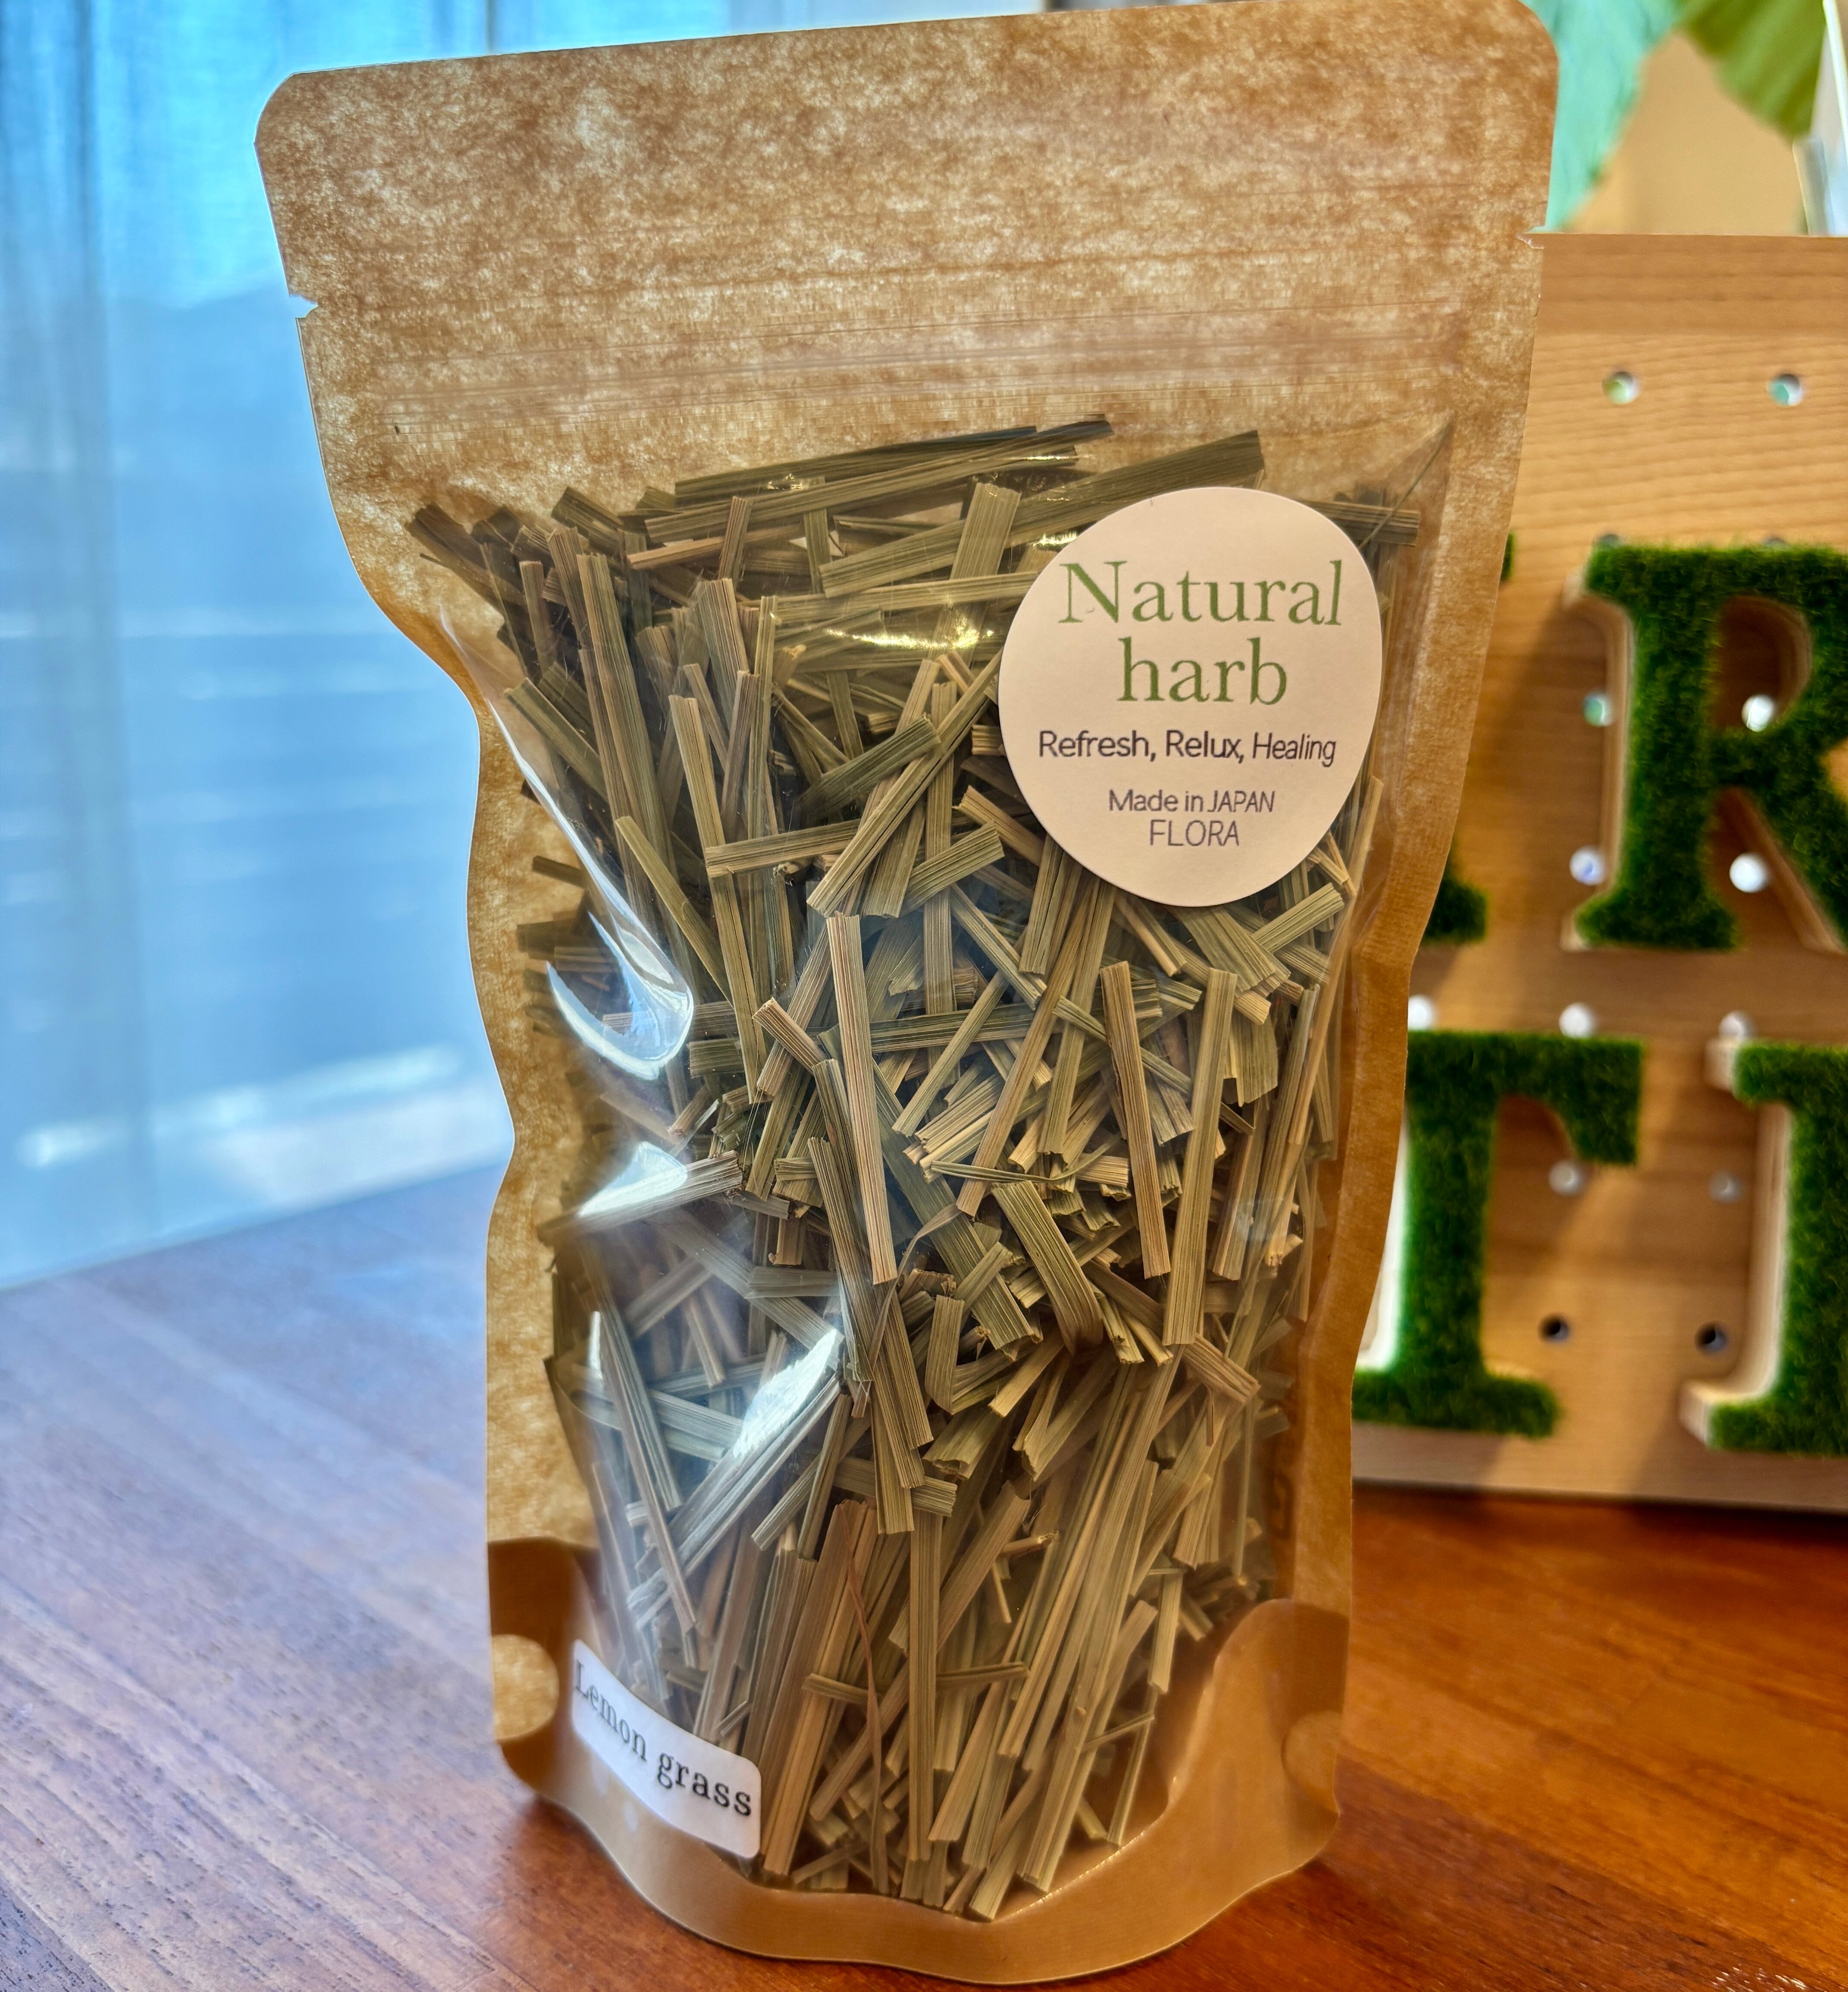 Natural
harb
Refresh, Relux, Healing
Made in JAPAN
FLORA
R
Lemon grass